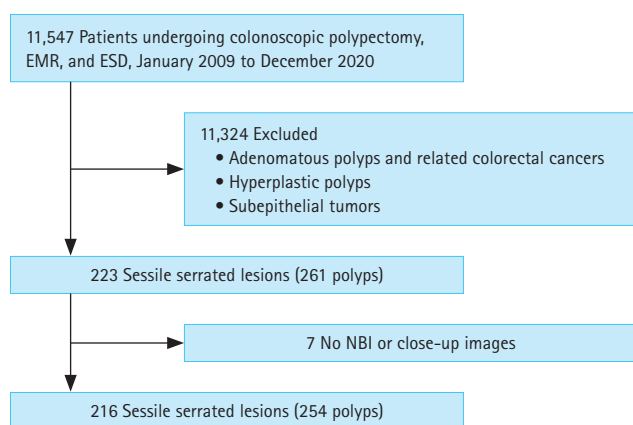 11,547 Patients undergoing colonoscopic polypectomy,
EMR, and ESD, January 2009 to December 2020
11,324 Excluded
• Adenomatous polyps and related colorectal cancers
• Hyperplastic polyps
• Subepithelial tumors
223 Sessile serrated lesions (261 polyps)
7 No NBI or close-up images
216 Sessile serrated lesions (254 polyps)